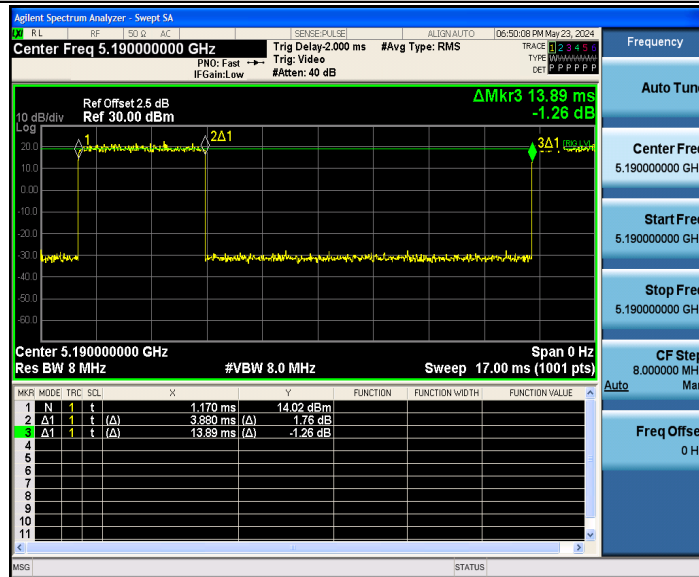 Agilent Spectrum Analyzer - Swept SA
RL RF 50 Ω AC SENSE:PULSE ALIGNAUTO 06:50:08 PM May 23, 2024
Center Freq 5.190000000 GHz
PNO: Fast
IFGain:Low
Trig Delay-2.000 ms
Trig: Video
#Atten: 40 dB
#Avg Type: RMS
TRACE 1 2 3 4 5 6
TYPE
DET P P P P P P
Ref Offset 2.5 dB
10 dB/div Ref 30.00 dBm
Log
ΔMkr3 13.89 ms
-1.26 dB
20.0
10.0
0.00
-10.0
-20.0
-30.0
-40.0
-50.0
-60.0
1
2Δ1
3Δ1
Center 5.190000000 GHz Span 0 Hz
Res BW 8 MHz #VBW 8.0 MHz Sweep 17.00 ms (1001 pts)
MKR MODE TRC SCL X Y FUNCTION FUNCTION WIDTH FUNCTION VALUE
1 N 1 t 1.170 ms 14.02 dBm
2 Δ1 1 t (Δ) 3.880 ms (Δ) 1.76 dB
3 Δ1 1 t (Δ) 13.89 ms (Δ) -1.26 dB
4
5
6
7
8
9
10
11
MSG STATUS
Frequency
Auto Tun
Center Fre
5.190000000 GH
Start Fre
5.190000000 GH
Stop Fre
5.190000000 GH
CF Step
8.000000 MH
Auto Ma
Freq Offse
0 H